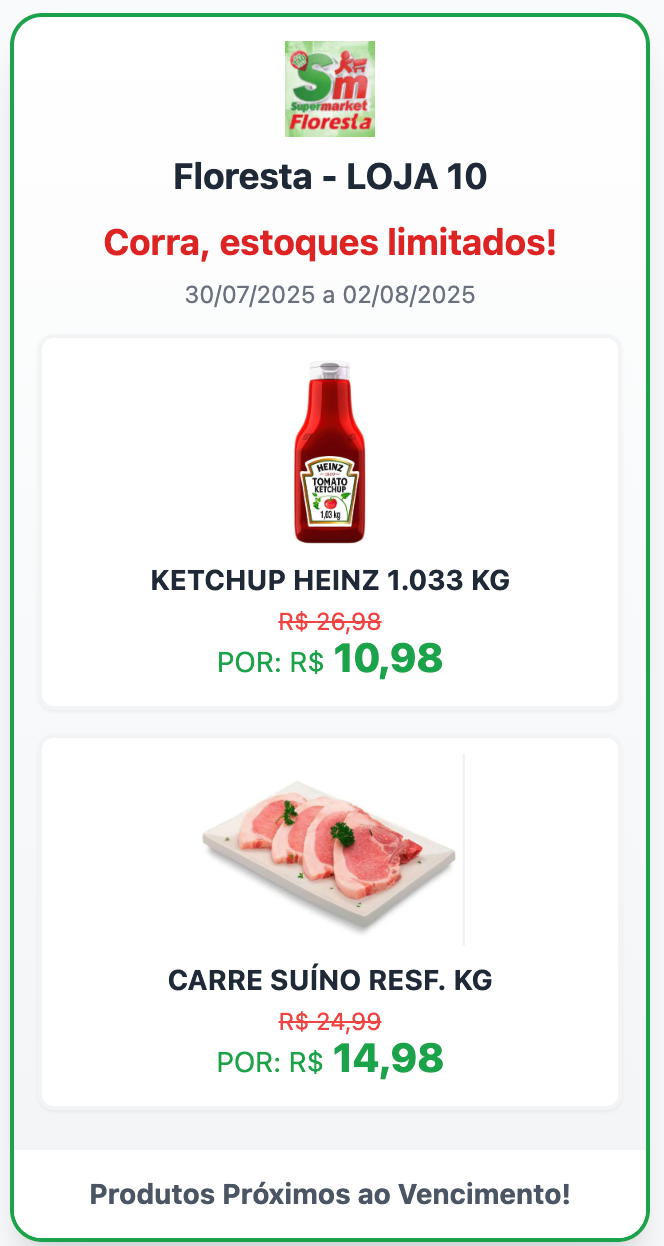 Sm
Supermarket
Floresta
Floresta - LOJA 10
Corra, estoques limitados!
30/07/2025 a 02/08/2025
HEINZ
TOMATO
KETCHUP
1,03 kg
KETCHUP HEINZ 1.033 KG
R$ 26,98
POR: R$ 10,98
CARRE SUÍNO RESF. KG
R$ 24,99
POR: R$ 14,98
Produtos Próximos ao Vencimento!